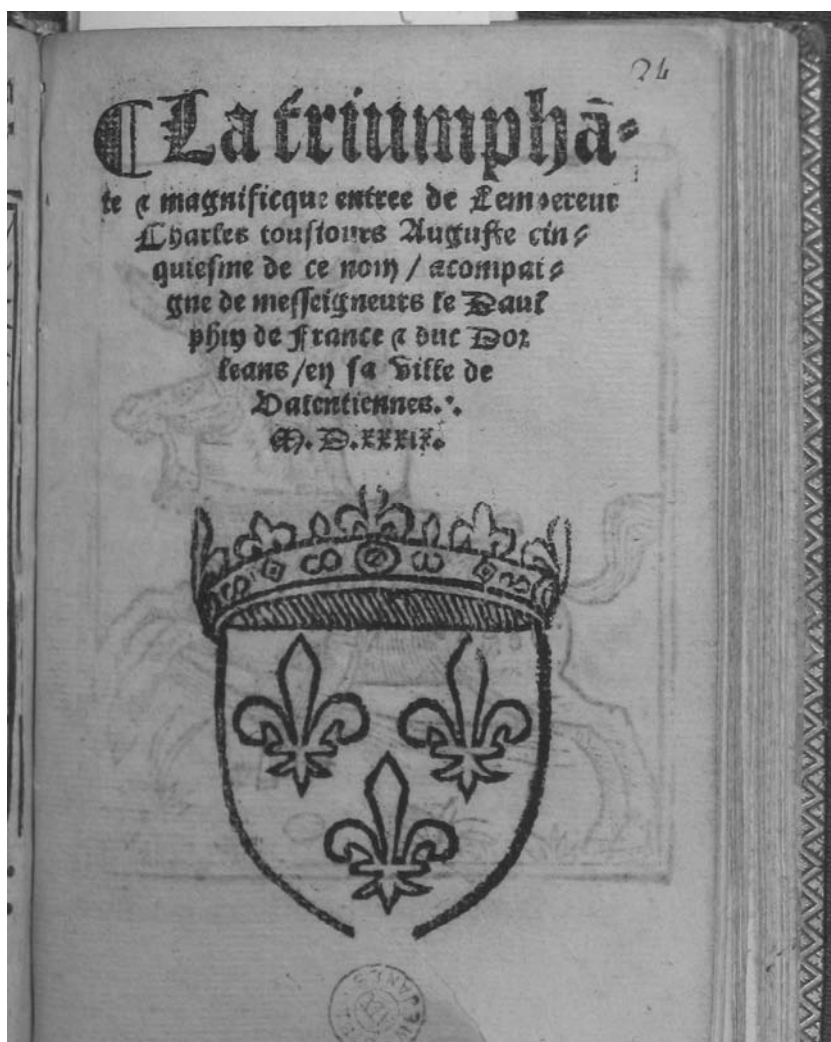 24
¶ La triumphā⸗
te ⁊ magnificque entree de Lempereur
Charles tousiours Auguste cin⸗
quiesme de ce nom / acompai⸗
gne de messeigneurs le Daul
phin de France ⁊ duc Dor
leans / en sa ville de
Valentiennes.
M. D. xxxix.